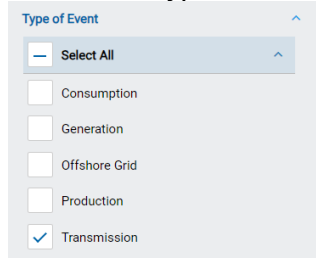 Type of Event
Select All
Consumption
Generation
Offshore Grid
Production
Transmission